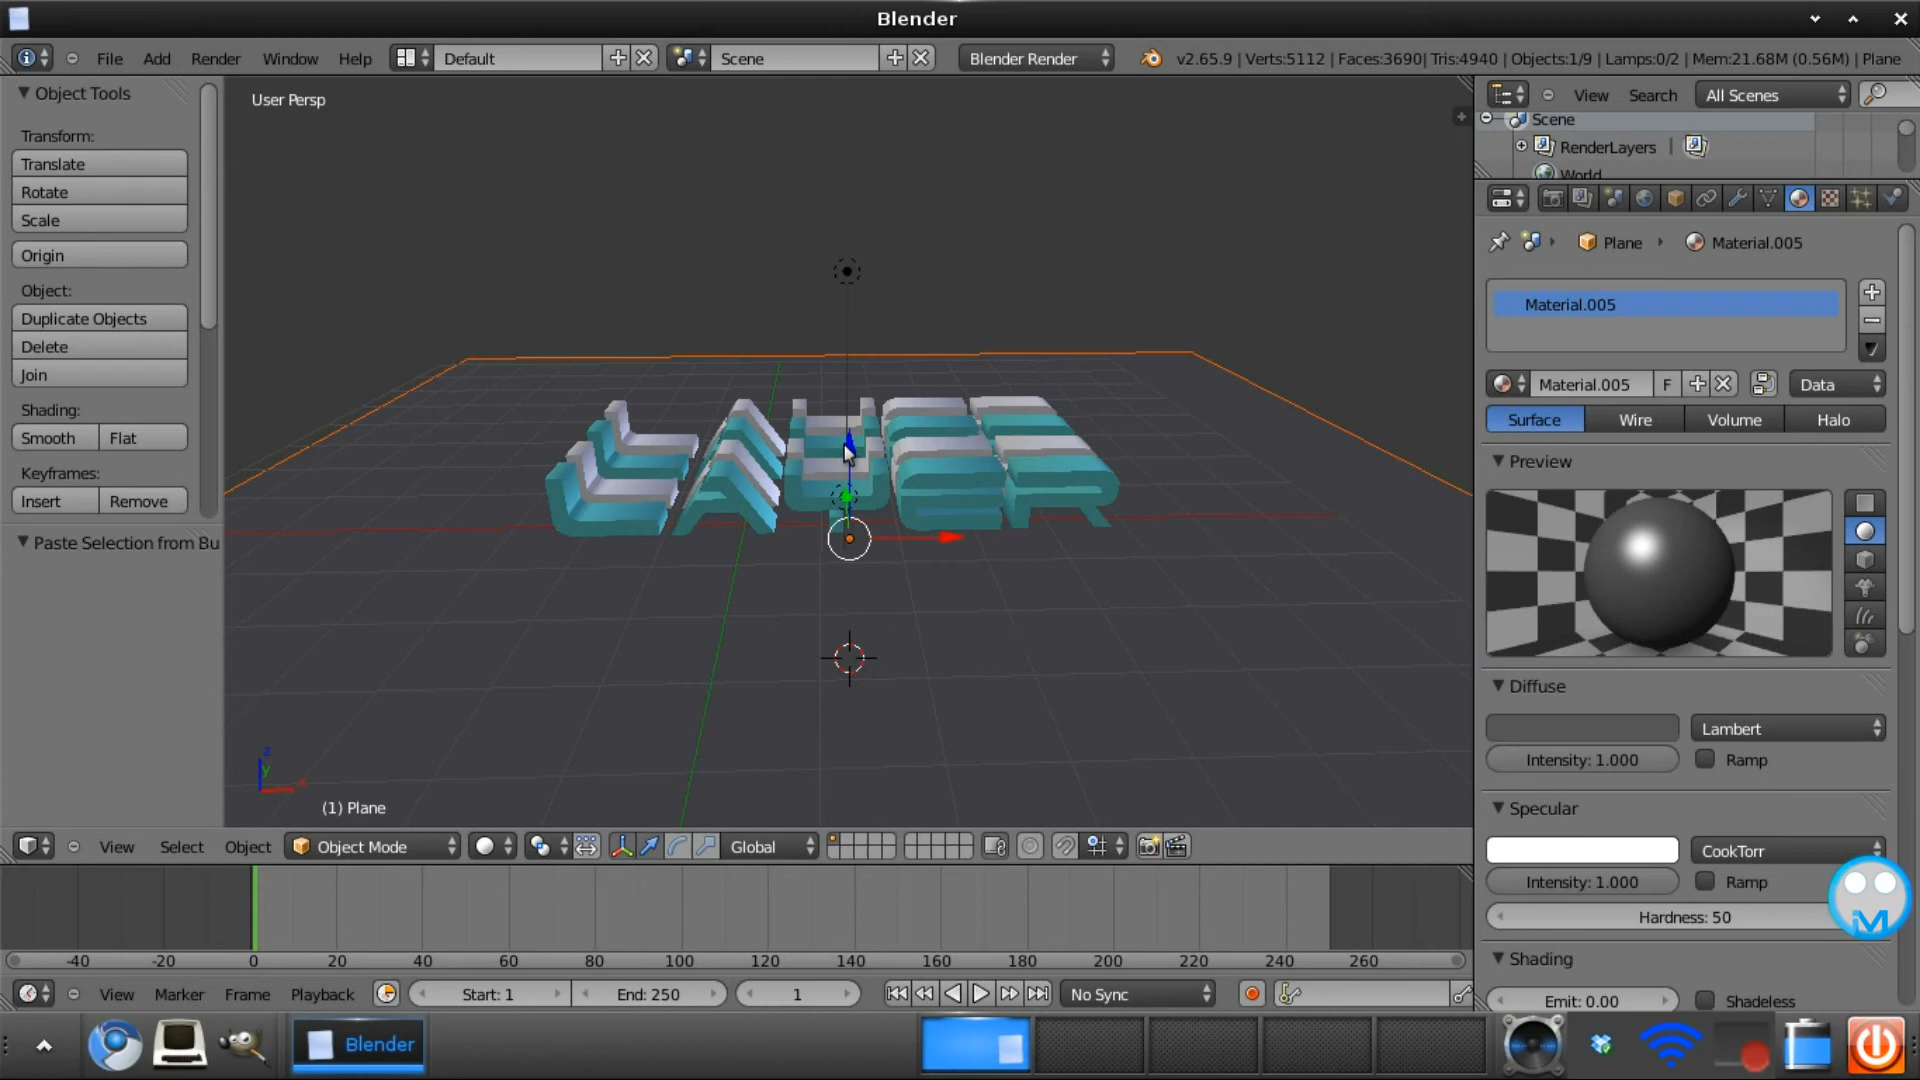 Blender
File Add Render Window Help Default Scene Blender Render v2.65.9 | Verts:5112 | Faces:3690| Tris:4940 | Objects:1/9 | Lamps:0/2 | Mem:21.68M (0.56M) | Plane
Object Tools
Transform:
Translate
Rotate
Scale
Origin
Object:
Duplicate Objects
Delete
Join
Shading:
Smooth Flat
Keyframes:
Insert Remove
Paste Selection from Bu
User Persp
LAYER
z
y
x
(1) Plane
View Select Object Object Mode Global
-40 -20 0 20 40 60 80 100 120 140 160 180 200 220 240 260
View Marker Frame Playback Start: 1 End: 250 1 No Sync
View Search All Scenes
Scene
RenderLayers |
World
Plane Material.005
Material.005
Material.005 F Data
Surface Wire Volume Halo
Preview
Diffuse
Lambert
Intensity: 1.000 Ramp
Specular
CookTorr
Intensity: 1.000 Ramp
Hardness: 50
iM
Shading
Emit: 0.00 Shadeless
Blender